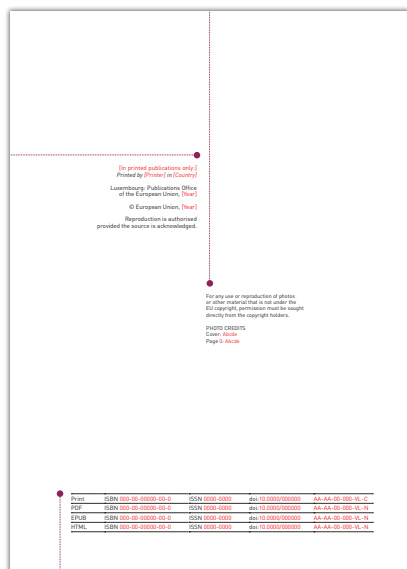 [In printed publications only:]
Printed by [Printer] in [Country]
Luxembourg: Publications Office
of the European Union, [Year]
© European Union, [Year]
Reproduction is authorised
provided the source is acknowledged.
For any use or reproduction of photos
or other material that is not under the
EU copyright, permission must be sought
directly from the copyright holders.
PHOTO CREDITS
Cover: Abcde
Page 0: Abcde
Print ISBN 000-00-00000-00-0 ISSN 0000-0000 doi:10.0000/000000 AA-AA-00-000-VL-C
PDF ISBN 000-00-00000-00-0 ISSN 0000-0000 doi:10.0000/000000 AA-AA-00-000-VL-N
EPUB ISBN 000-00-00000-00-0 ISSN 0000-0000 doi:10.0000/000000 AA-AA-00-000-VL-N
HTML ISBN 000-00-00000-00-0 ISSN 0000-0000 doi:10.0000/000000 AA-AA-00-000-VL-N